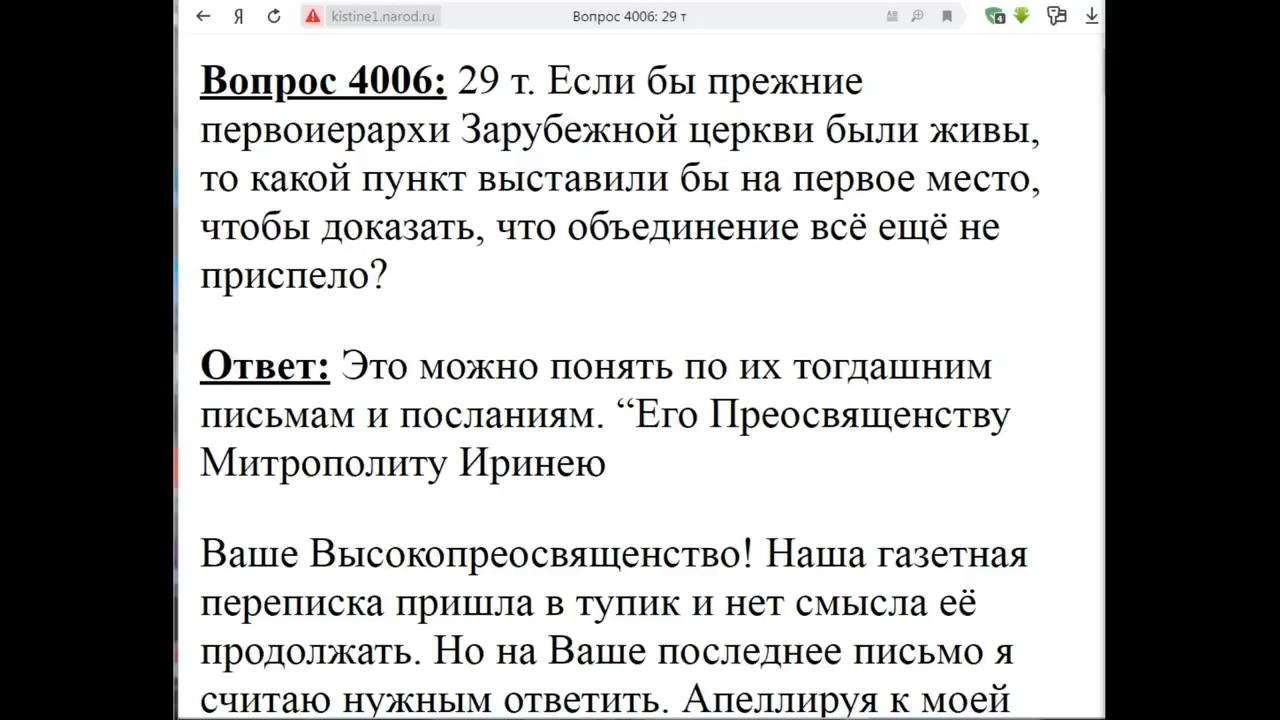 Я kistine1.narod.ru Вопрос 4006: 29 т 4
Вопрос 4006: 29 т. Если бы прежние
первоиерархи Зарубежной церкви были живы,
то какой пункт выставили бы на первое место,
чтобы доказать, что объединение всё ещё не
приспело?
Ответ: Это можно понять по их тогдашним
письмам и посланиям. “Его Преосвященству
Митрополиту Иринею
Ваше Высокопреосвященство! Наша газетная
переписка пришла в тупик и нет смысла её
продолжать. Но на Ваше последнее письмо я
считаю нужным ответить. Апеллируя к моей